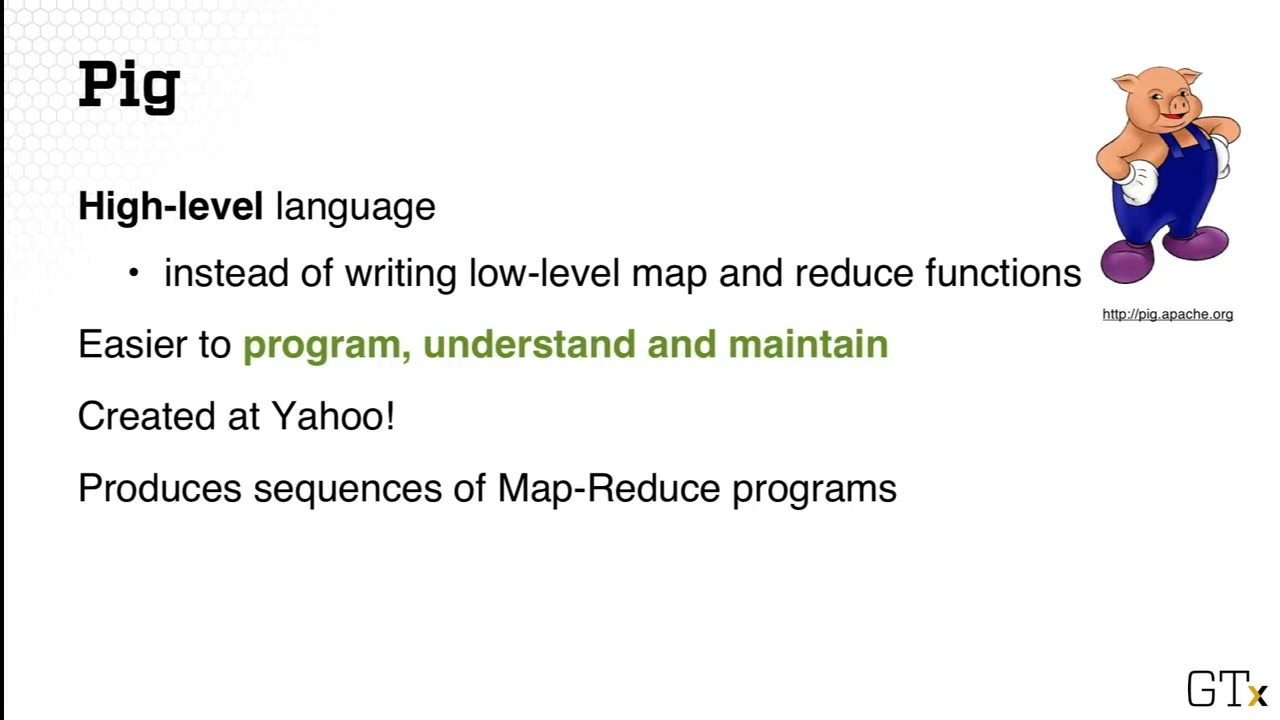 Pig
High-level language
• instead of writing low-level map and reduce functions
http://pig.apache.org
Easier to program, understand and maintain
Created at Yahoo!
Produces sequences of Map-Reduce programs
GTx